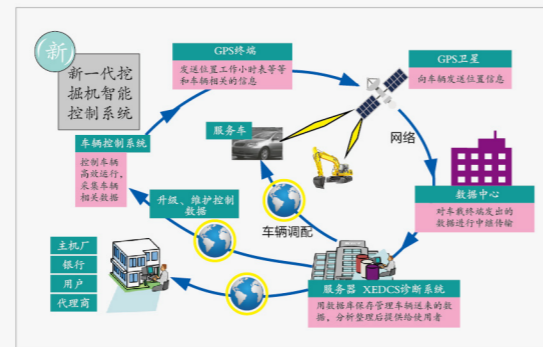 新
新一代挖
掘机智能
控制系统
GPS终端
发送位置工作小时表等等
和车辆相关的信息
GPS卫星
向车辆发送位置信息
车辆控制系统
控制车辆
高效运行，
采集车辆
相关数据
服务车
网络
数据中心
对车载终端发出的
数据进行中继传输
升级、维护控制
数据
车辆调配
主机厂
银行
用户
代理商
服务器 XEDCS诊断系统
用数据库保存管理车辆送来的数
据，分析整理后提供给使用者